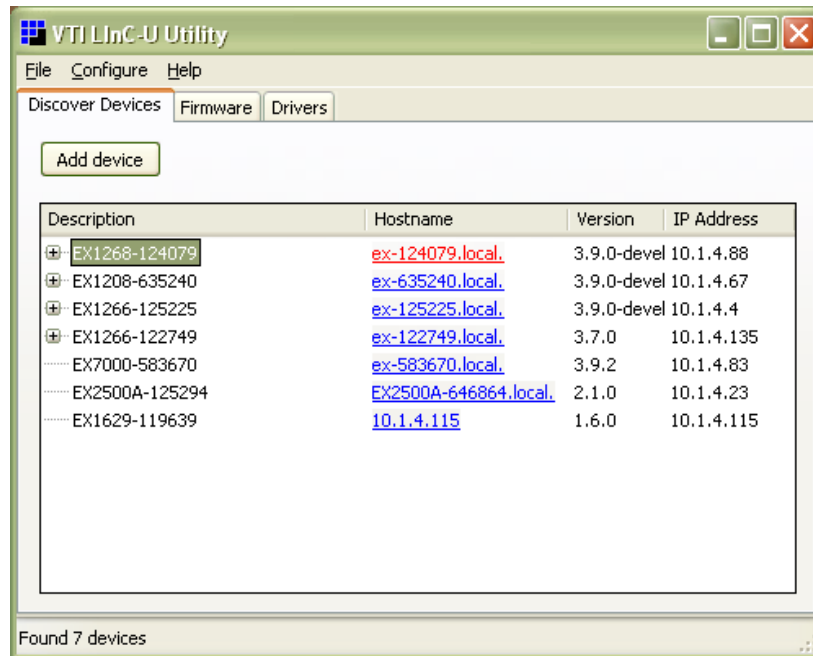 VTI LInC-U Utility
File Configure Help
Discover Devices Firmware Drivers
Add device
Description Hostname Version IP Address
EX1268-124079 ex-124079.local. 3.9.0-devel 10.1.4.88
EX1208-635240 ex-635240.local. 3.9.0-devel 10.1.4.67
EX1266-125225 ex-125225.local. 3.9.0-devel 10.1.4.4
EX1266-122749 ex-122749.local. 3.7.0 10.1.4.135
EX7000-583670 ex-583670.local. 3.9.2 10.1.4.83
EX2500A-125294 EX2500A-646864.local. 2.1.0 10.1.4.23
EX1629-119639 10.1.4.115 1.6.0 10.1.4.115
Found 7 devices